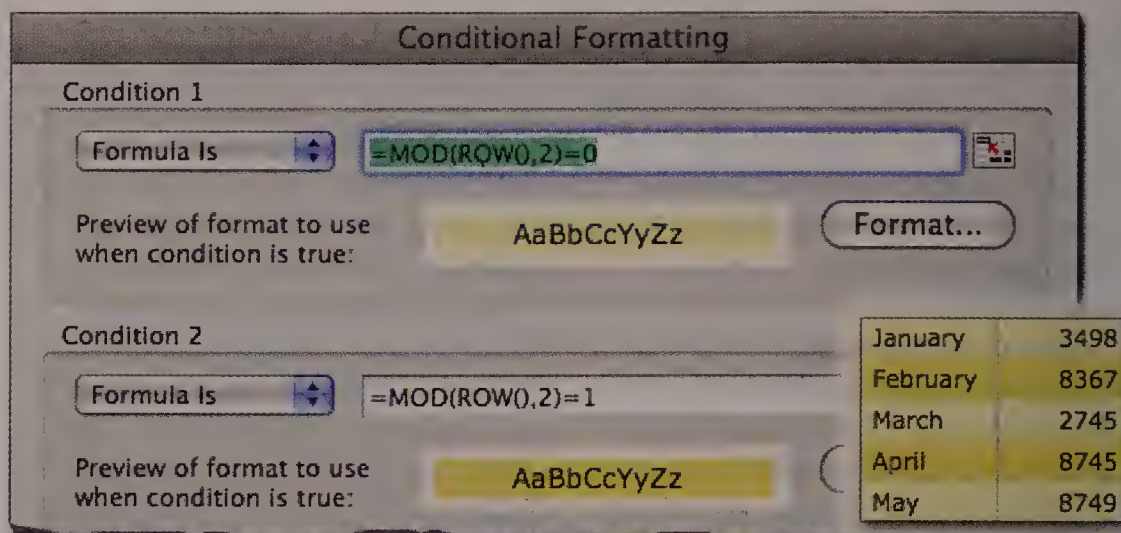 Conditional Formatting
Condition 1
Formula Is
=MOD(ROW(),2)=0
Preview of format to use
when condition is true:
AaBbCcYyZz
Format...
Condition 2
Formula Is
=MOD(ROW(),2)=1
Preview of format to use
when condition is true:
AaBbCcYyZz
January 3498
February 8367
March 2745
April 8745
May 8749